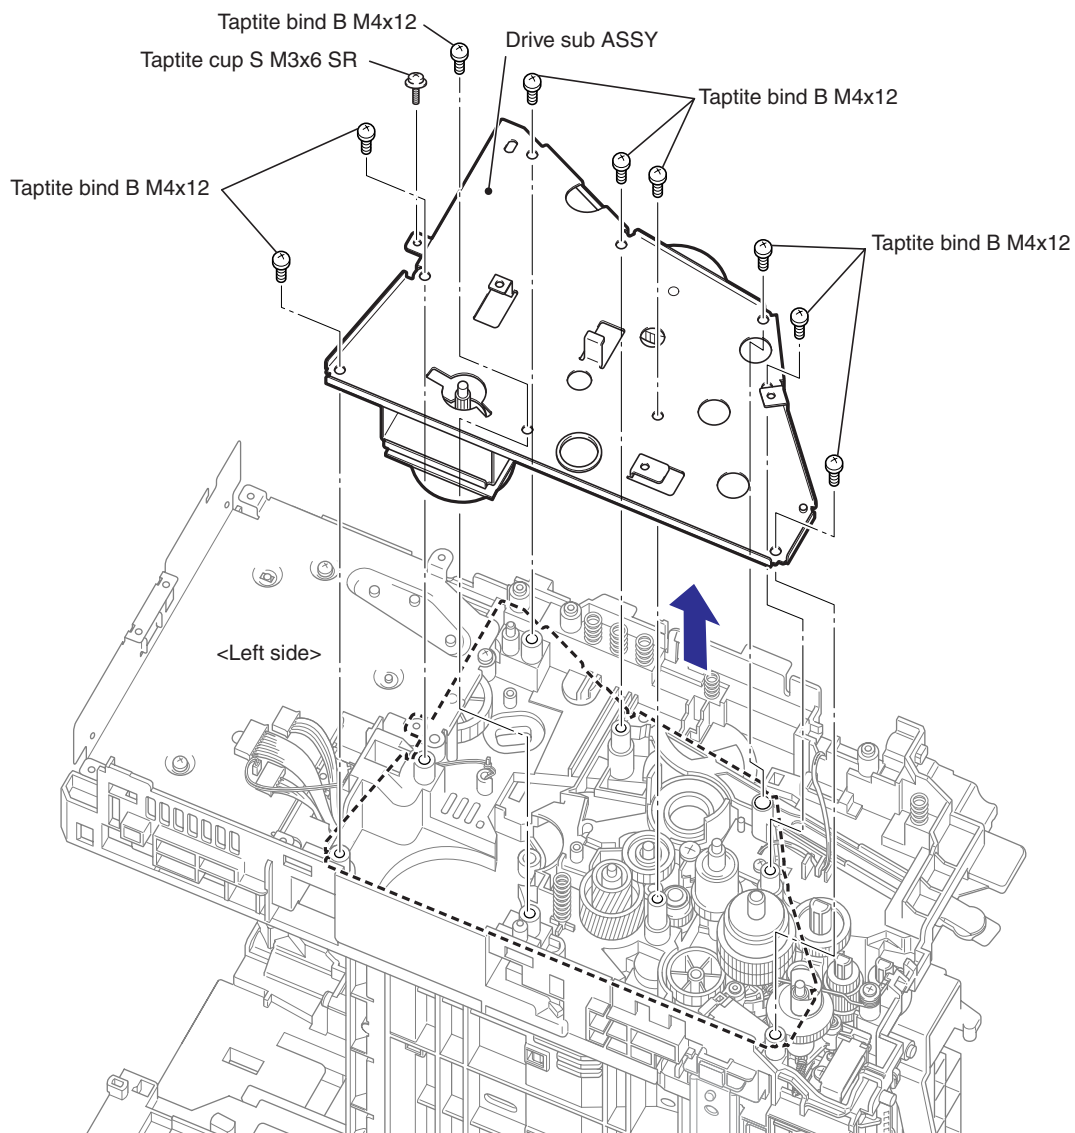 Taptite bind B M4x12
Drive sub ASSY
Taptite cup S M3x6 SR
Taptite bind B M4x12
Taptite bind B M4x12
Taptite bind B M4x12
<Left side>